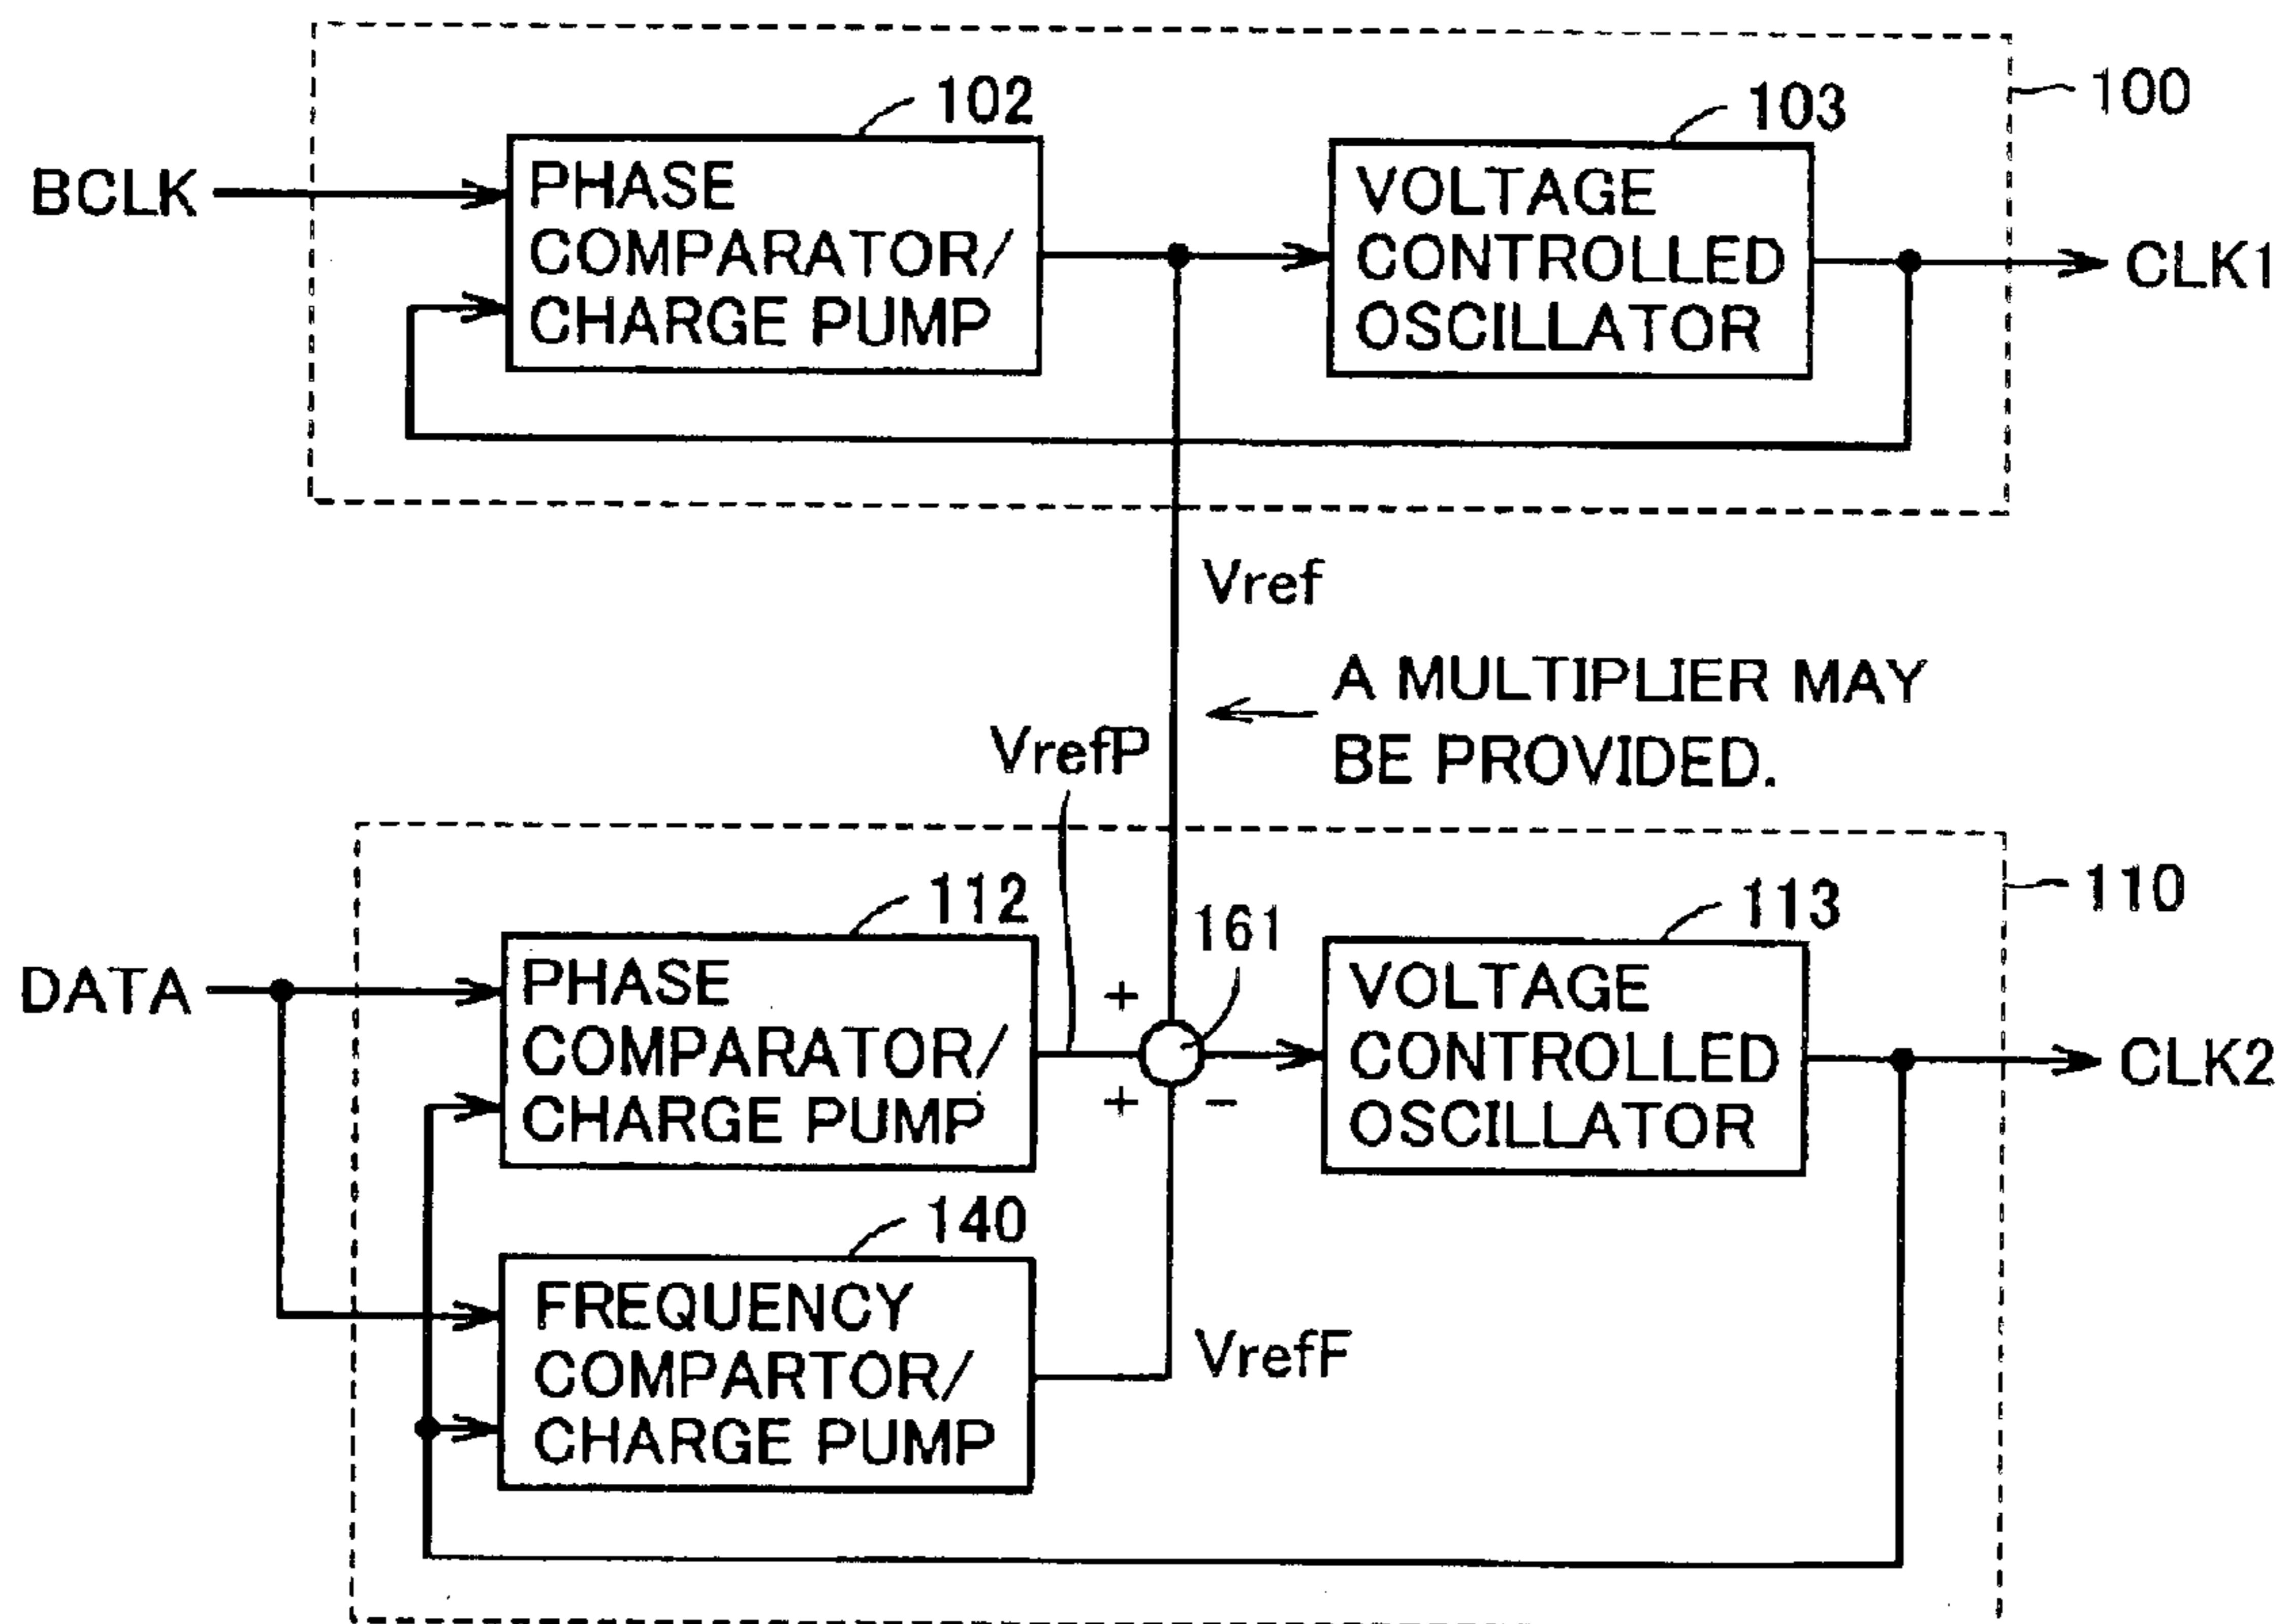 102
103
100
BCLK
PHASE
COMPARATOR/
CHARGE PUMP
VOLTAGE
CONTROLLED
OSCILLATOR
CLK1
Vref
A MULTIPLIER MAY
BE PROVIDED.
VrefP
112
161
113
110
DATA
PHASE
COMPARATOR/
CHARGE PUMP
+
+
−
VOLTAGE
CONTROLLED
OSCILLATOR
CLK2
140
FREQUENCY
COMPARTOR/
CHARGE PUMP
VrefF